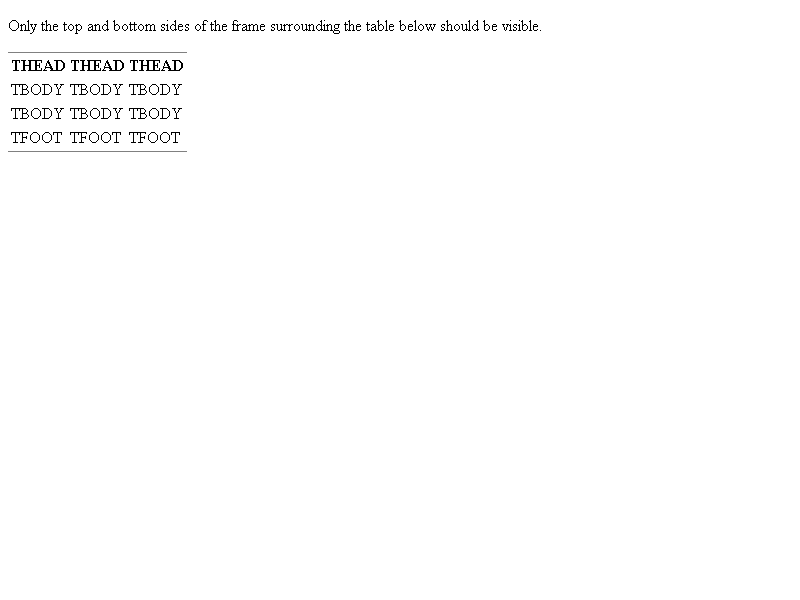 Only the top and bottom sides of the frame surrounding the table below should be visible.
THEAD THEAD THEAD
TBODY TBODY TBODY
TBODY TBODY TBODY
TFOOT TFOOT TFOOT